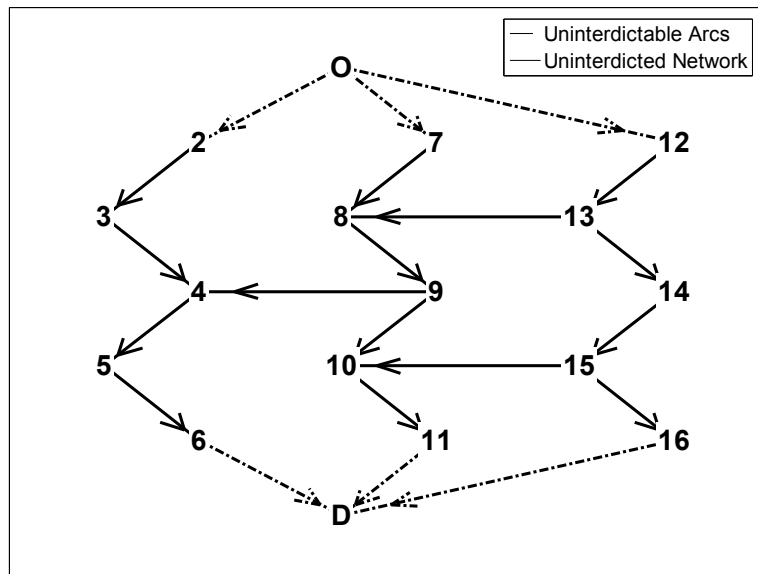 Uninterdictable Arcs
Uninterdicted Network
O
2 7 12
3 8 13
4 9 14
5 10 15
6 11 16
D